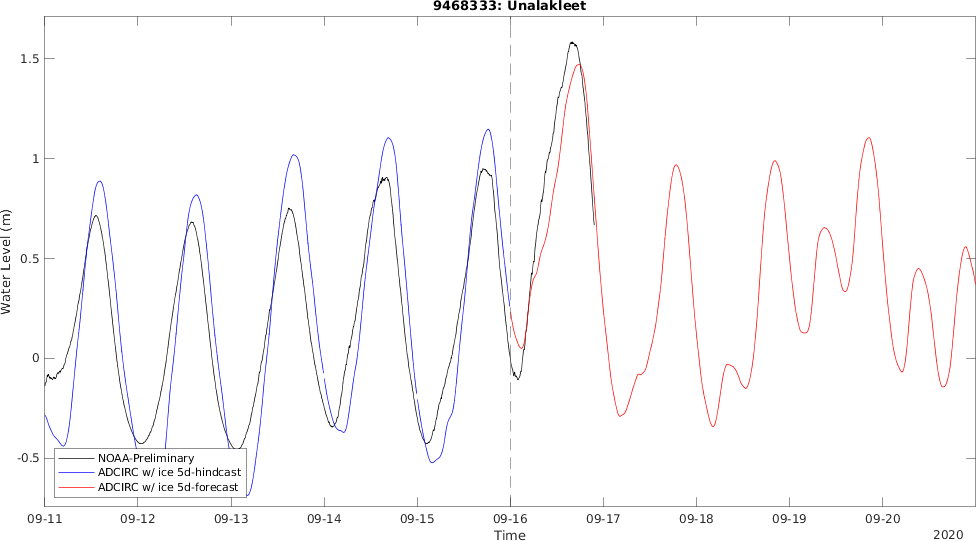 9468333: Unalakleet
Water Level (m)
1.5
1
0.5
0
-0.5
NOAA-Preliminary
ADCIRC w/ ice 5d-hindcast
ADCIRC w/ ice 5d-forecast
09-11 09-12 09-13 09-14 09-15 09-16 09-17 09-18 09-19 09-20
Time
2020